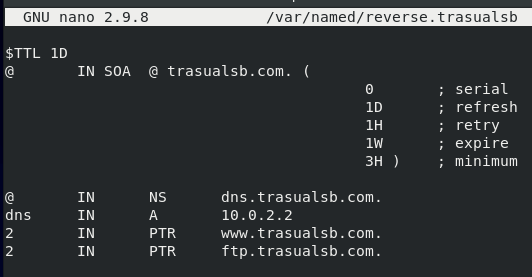 GNU nano 2.9.8 /var/named/reverse.trasualsb
$TTL 1D
@ IN SOA @ trasualsb.com. (
0 ; serial
1D ; refresh
1H ; retry
1W ; expire
3H ) ; minimum
@ IN NS dns.trasualsb.com.
dns IN A 10.0.2.2
2 IN PTR www.trasualsb.com.
2 IN PTR ftp.trasualsb.com.